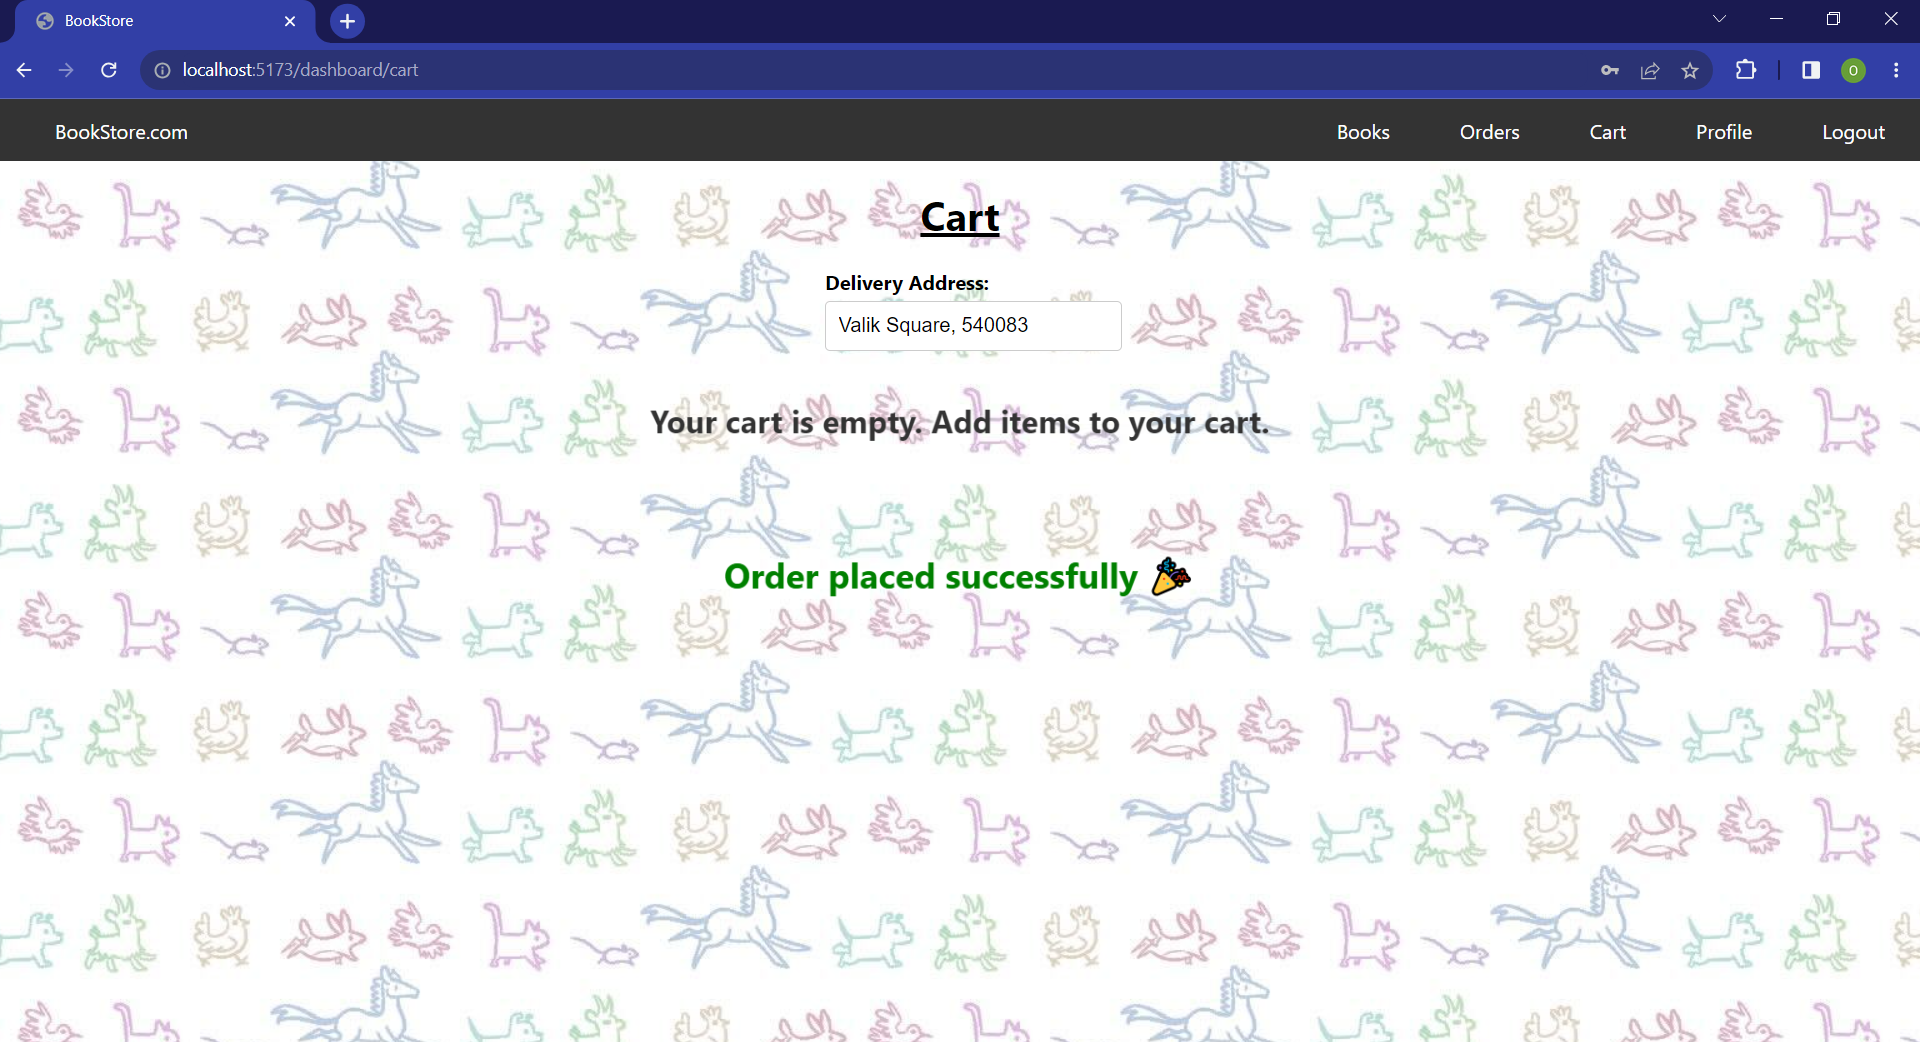 BookStore
localhost:5173/dashboard/cart
O
BookStore.com
Books
Orders
Cart
Profile
Logout
Cart
Delivery Address:
Valik Square, 540083
Your cart is empty. Add items to your cart.
Order placed successfully 🎉